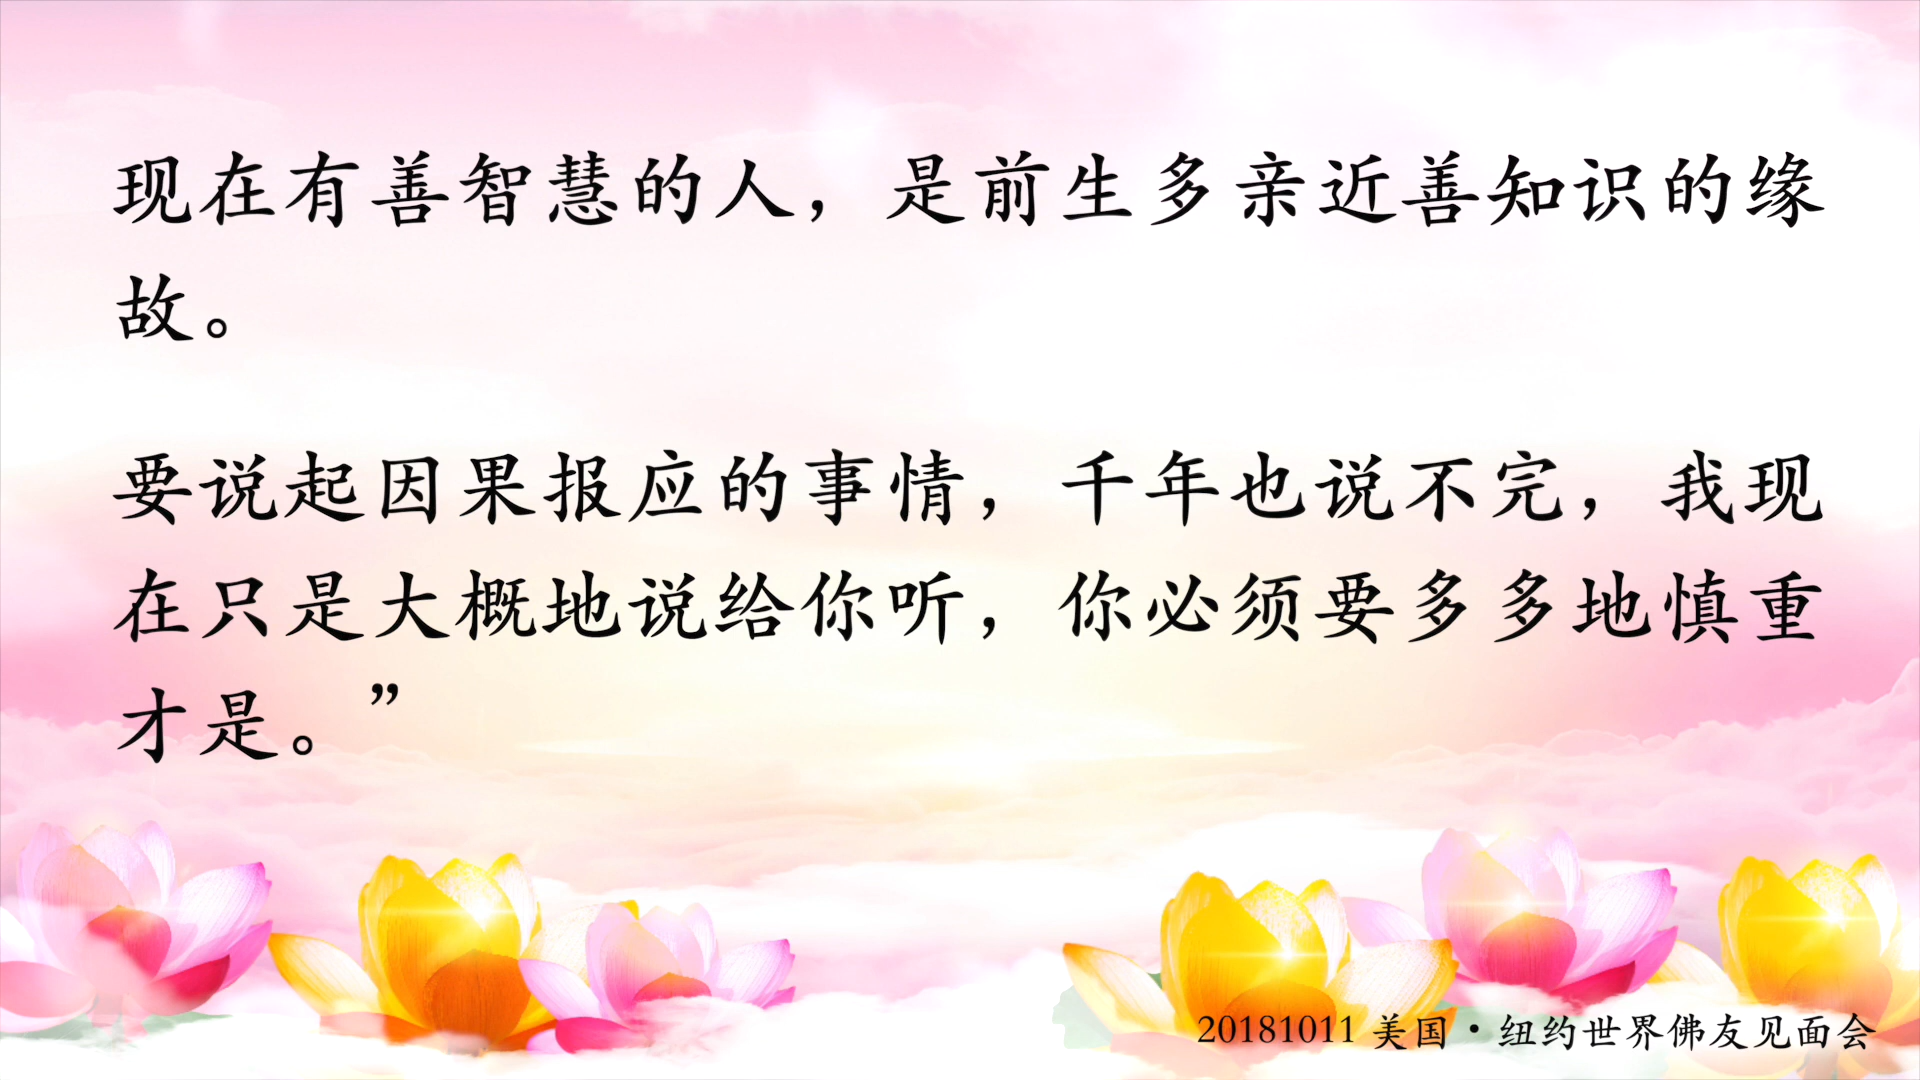 现在有善智慧的人，是前生多亲近善知识的缘
故。
要说起因果报应的事情，千年也说不完，我现
在只是大概地说给你听，你必须要多多地慎重
才是。”
20181011 美国·纽约世界佛友见面会